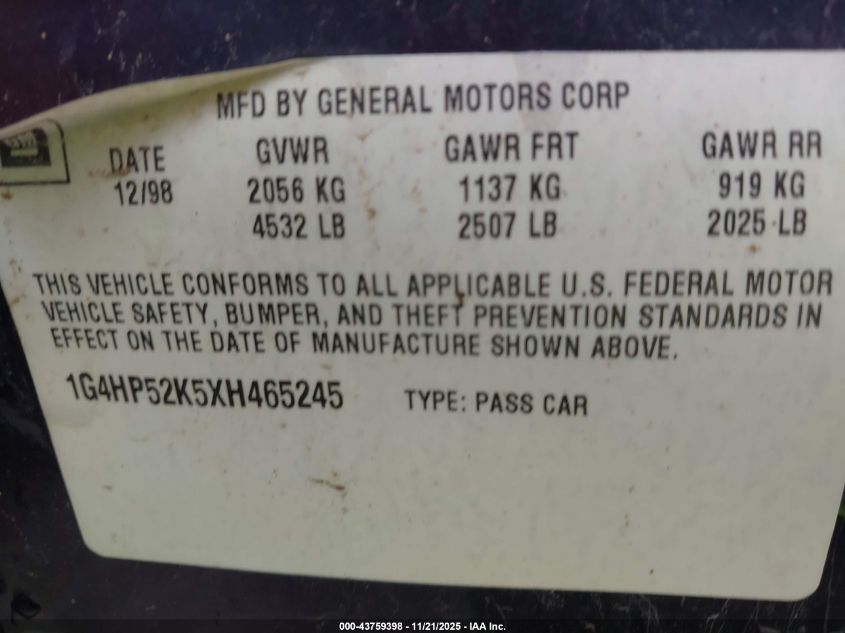 MFD BY GENERAL MOTORS CORP
DATE GVWR GAWR FRT GAWR RR
12/98 2056 KG 1137 KG 919 KG
4532 LB 2507 LB 2025 LB
THIS VEHICLE CONFORMS TO ALL APPLICABLE U.S. FEDERAL MOTOR
VEHICLE SAFETY, BUMPER, AND THEFT PREVENTION STANDARDS IN
EFFECT ON THE DATE OF MANUFACTURE SHOWN ABOVE.
1G4HP52K5XH465245 TYPE: PASS CAR
000-43759398 - 11/21/2025 - IAA Inc.